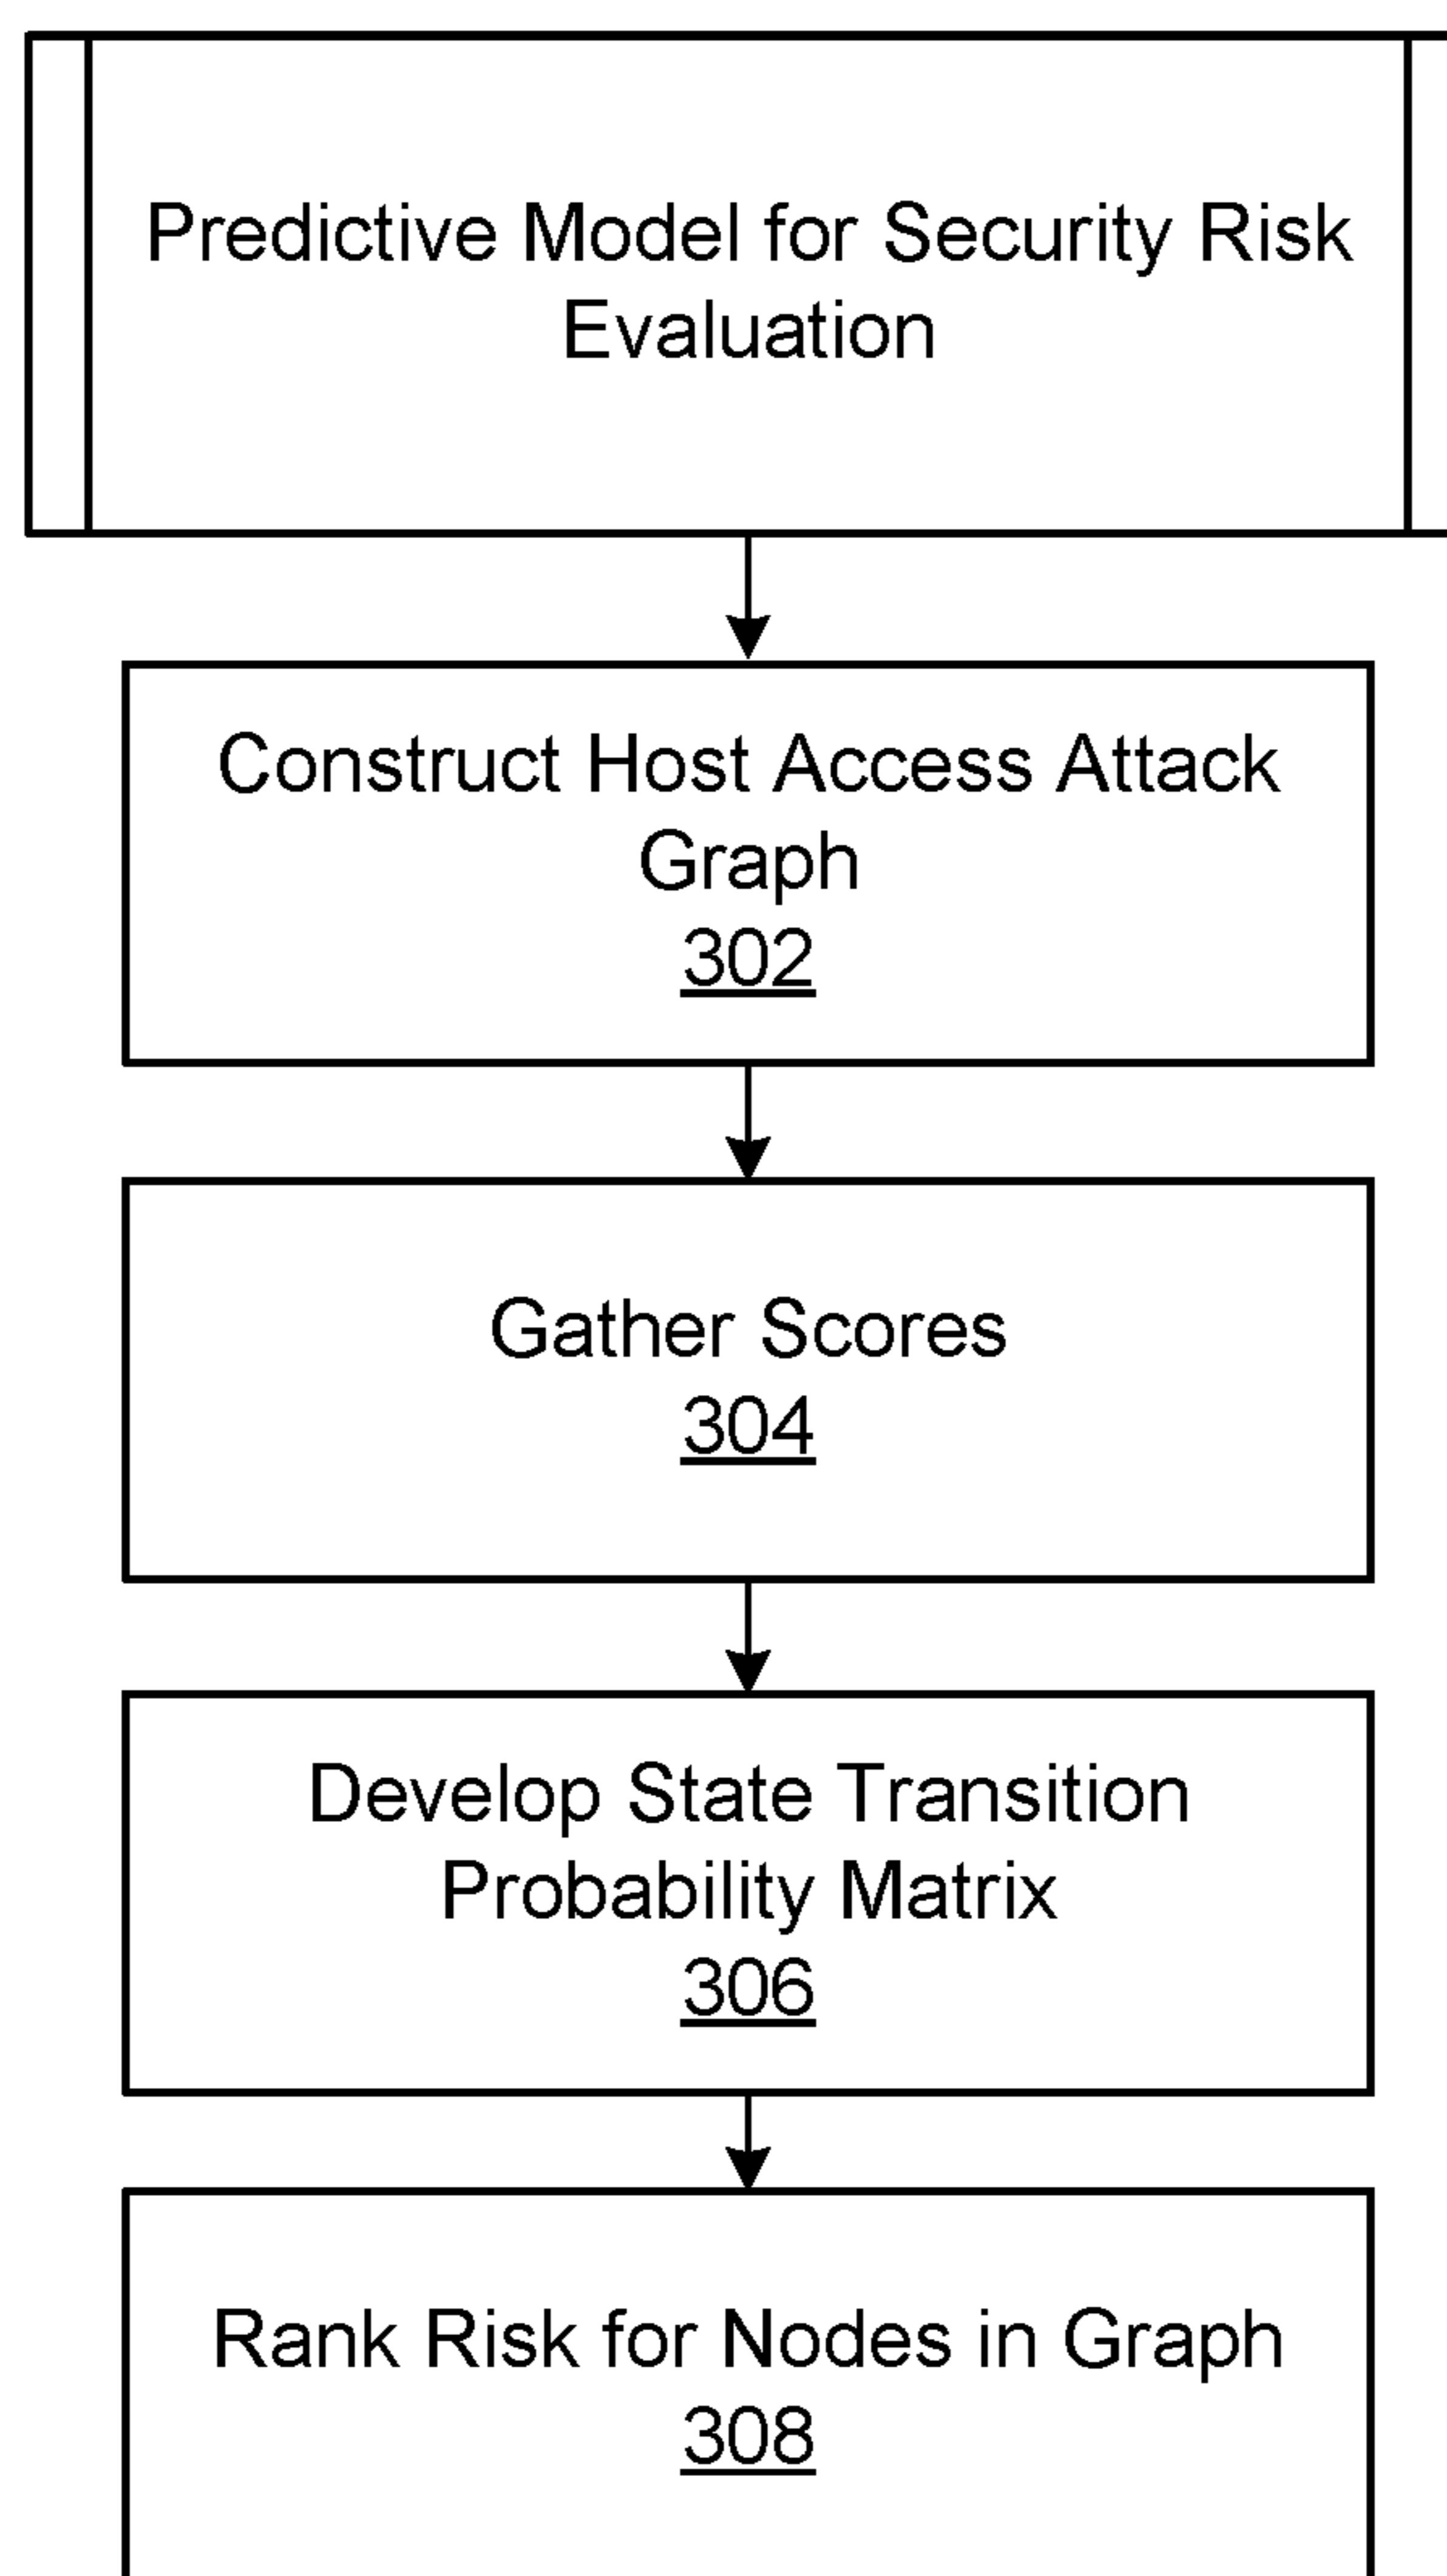 Predictive Model for Security Risk
Evaluation
Construct Host Access Attack
Graph
302
Gather Scores
304
Develop State Transition
Probability Matrix
306
Rank Risk for Nodes in Graph
308